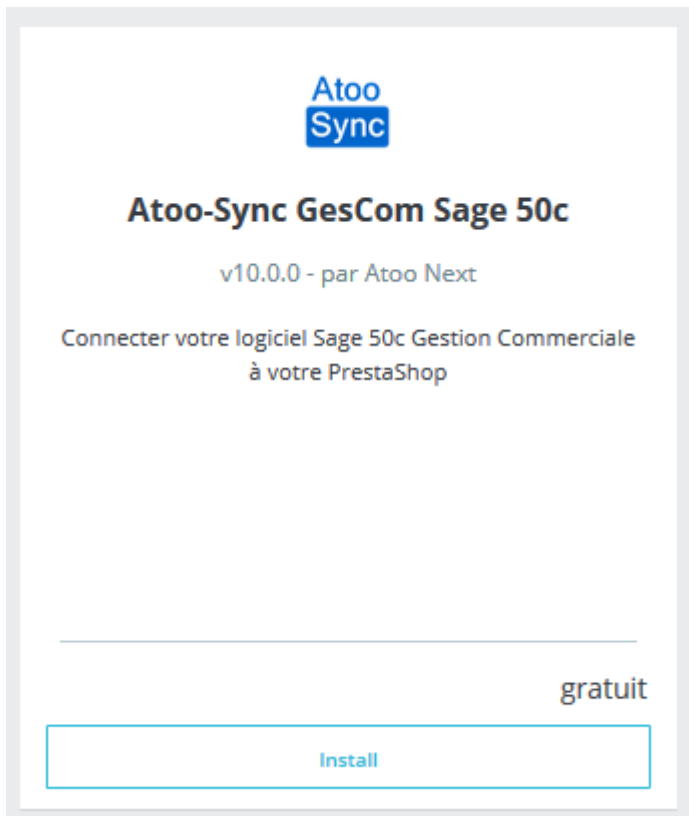 Atoo
Sync
Atoo-Sync GesCom Sage 50c
v10.0.0 - par Atoo Next
Connecter votre logiciel Sage 50c Gestion Commerciale
à votre PrestaShop
gratuit
Install